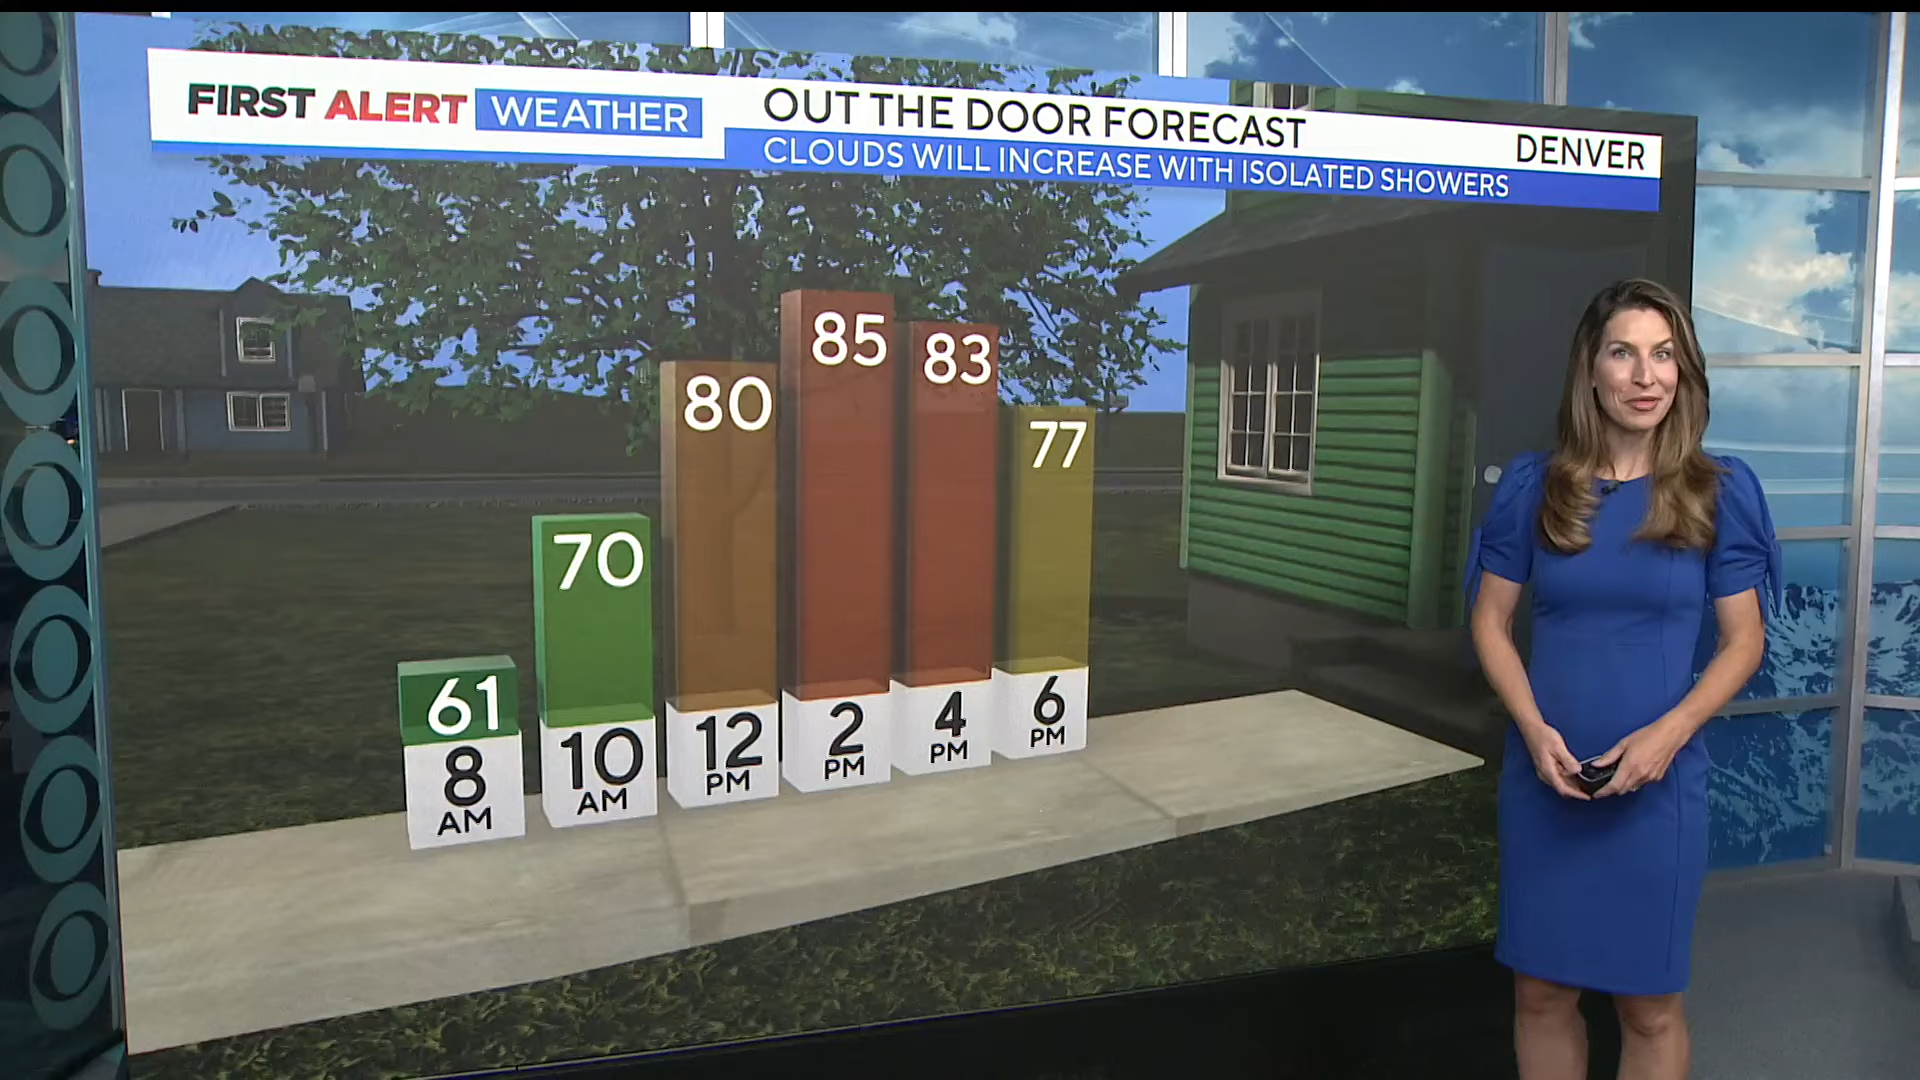 FIRST ALERT WEATHER
OUT THE DOOR FORECAST
DENVER
CLOUDS WILL INCREASE WITH ISOLATED SHOWERS
61
70
80
85
83
77
8 AM
10 AM
12 PM
2 PM
4 PM
6 PM